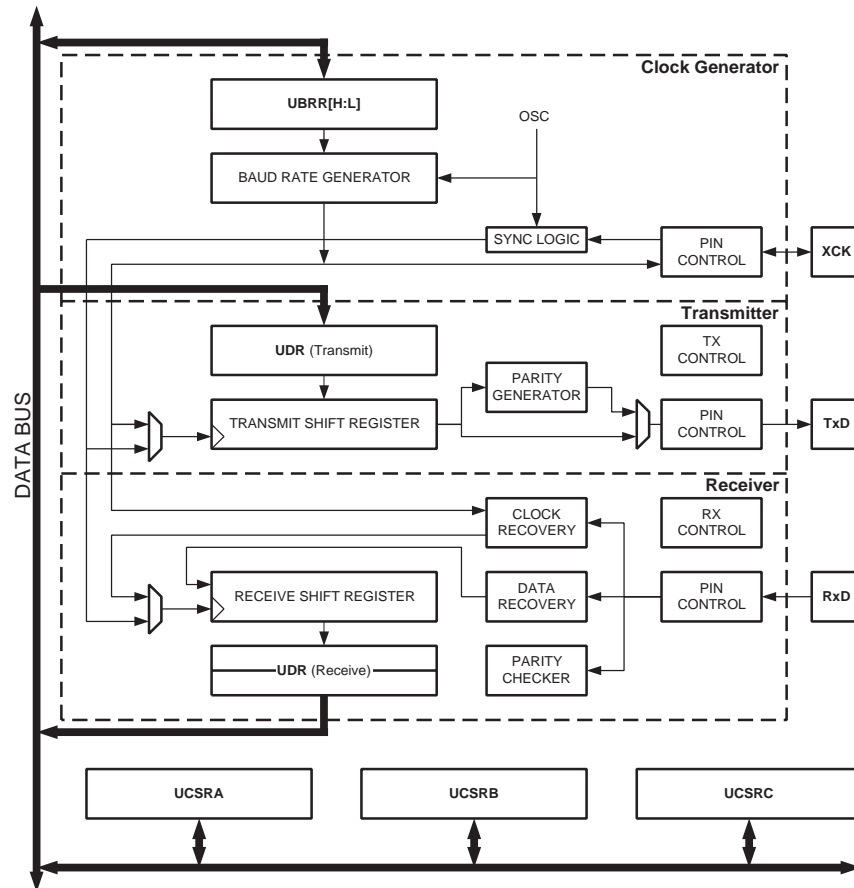 Clock Generator
UBRR[H:L]
OSC
BAUD RATE GENERATOR
SYNC LOGIC
PIN
CONTROL
XCK
Transmitter
UDR (Transmit)
TX
CONTROL
PARITY
GENERATOR
TRANSMIT SHIFT REGISTER
PIN
CONTROL
TxD
DATA BUS
Receiver
CLOCK
RECOVERY
RX
CONTROL
RECEIVE SHIFT REGISTER
DATA
RECOVERY
PIN
CONTROL
RxD
UDR (Receive)
PARITY
CHECKER
UCSRA
UCSRB
UCSRC